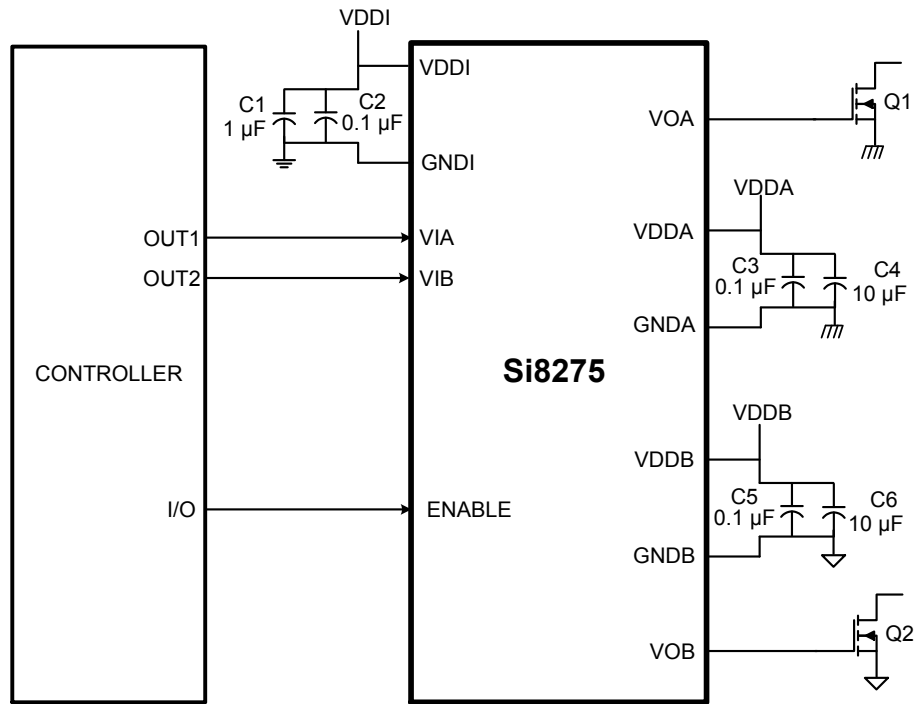 VDDI
VDDI
C1
1 µF
C2
0.1 µF
GNDI
VOA
Q1
VDDA
VDDA
C3
0.1 µF
C4
10 µF
GNDA
OUT1
VIA
OUT2
VIB
CONTROLLER
Si8275
VDDB
VDDB
C5
0.1 µF
C6
10 µF
GNDB
I/O
ENABLE
VOB
Q2